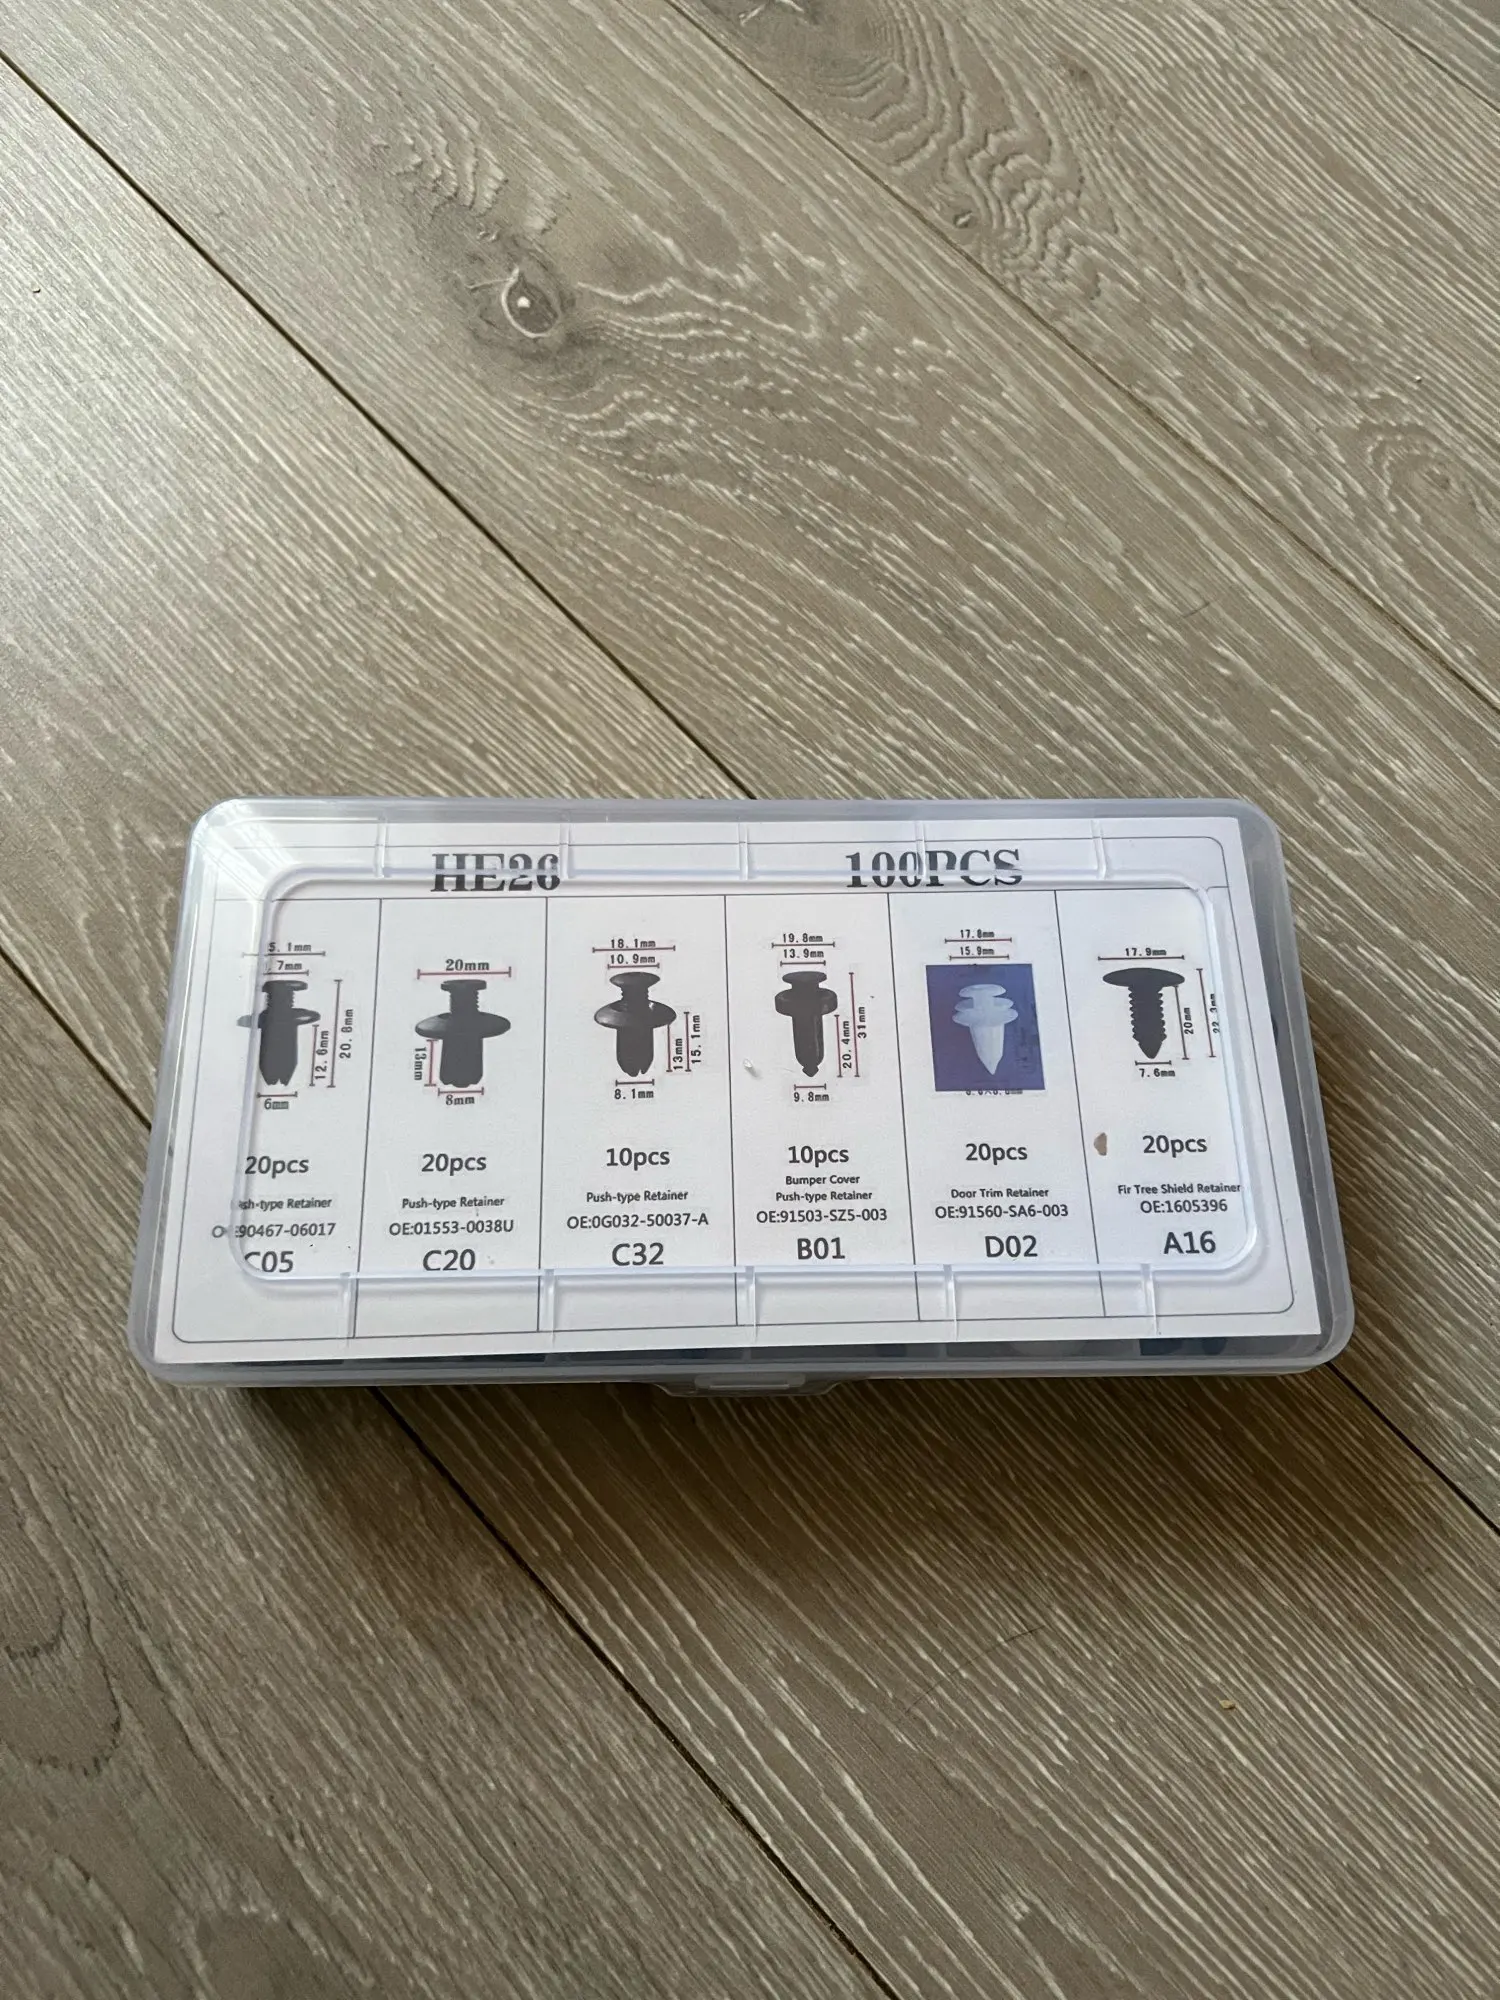 HE26 100PCS
5.1mm
.7mm
12.6mm
20.8mm
6mm
20pcs
Push-type Retainer
OE:90467-06017
C05
20mm
13mm
8mm
20pcs
Push-type Retainer
OE:01553-0038U
C20
18.1mm
10.9mm
13mm
15.1mm
8.1mm
10pcs
Push-type Retainer
OE:0G032-50037-A
C32
19.8mm
13.9mm
20.4mm
31mm
9.8mm
10pcs
Bumper Cover
Push-type Retainer
OE:91503-SZ5-003
B01
17.8mm
15.9mm
20pcs
Door Trim Retainer
OE:91560-SA6-003
D02
17.9mm
20mm
7.6mm
20pcs
Fir Tree Shield Retainer
OE:1605396
A16